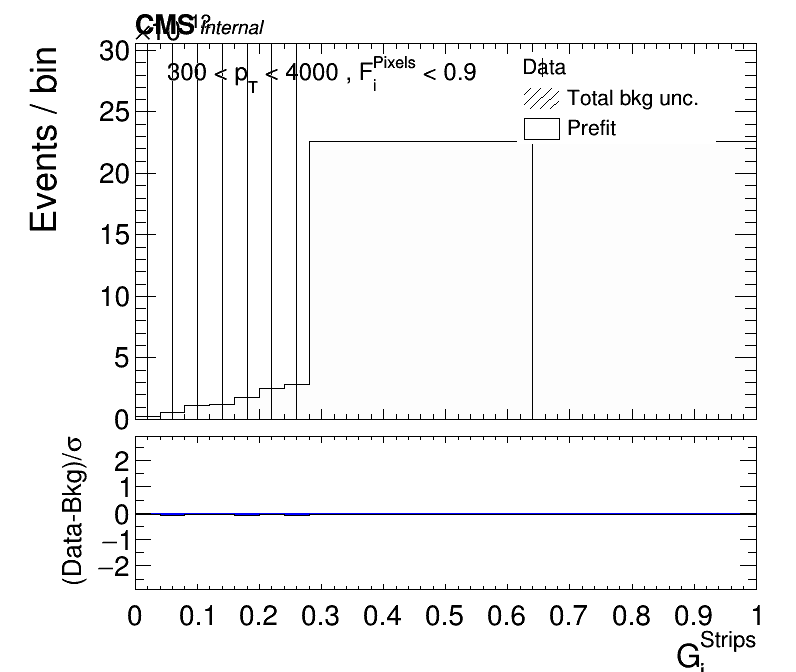 CMS Internal
×10¹²
300 < p_T < 4000 , F_i^Pixels < 0.9
Data
Total bkg unc.
Prefit
Events / bin
30
25
20
15
10
5
0
(Data-Bkg)/σ
2
1
0
−1
−2
0 0.1 0.2 0.3 0.4 0.5 0.6 0.7 0.8 0.9 1
G_i^Strips